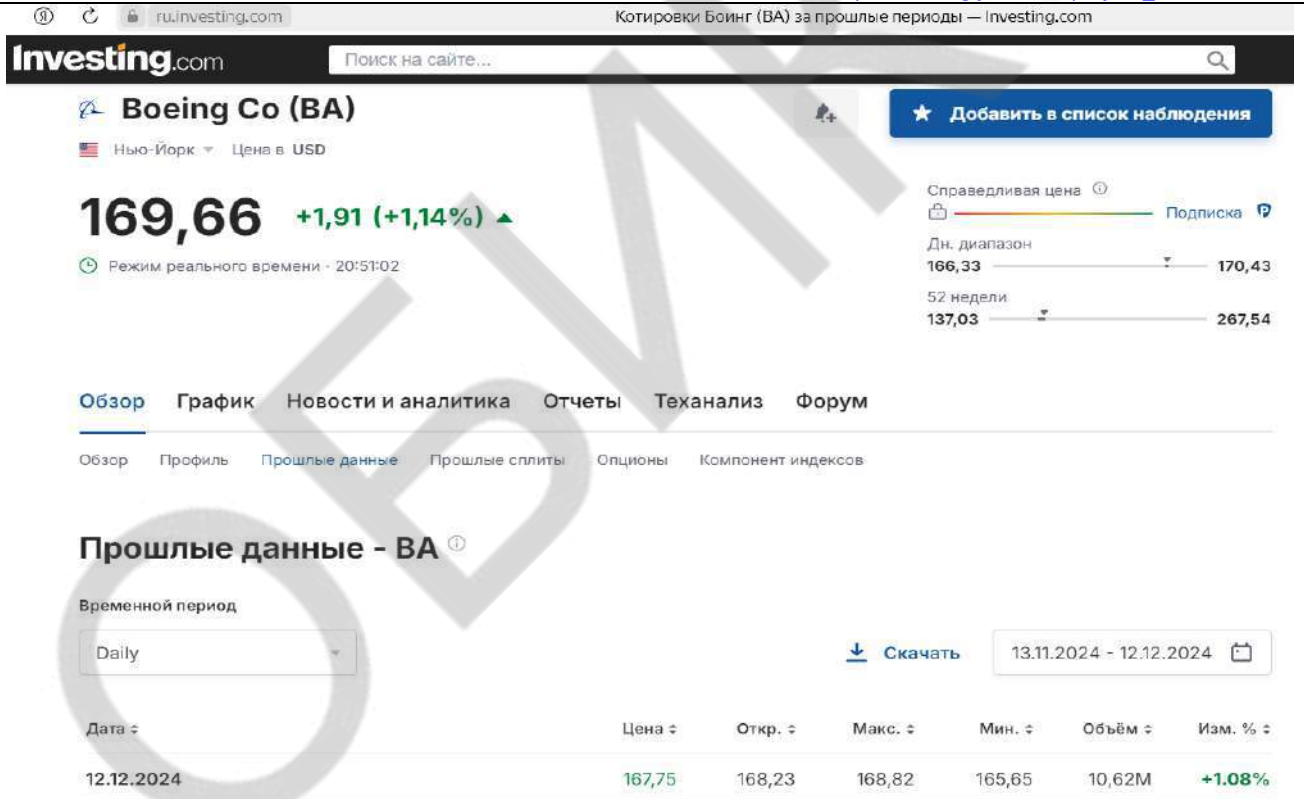 ru.investing.com Котировки Боинг (BA) за прошлые периоды — Investing.com
Investing.com Поиск на сайте...
Boeing Co (BA)
Добавить в список наблюдения
Нью-Йорк Цена в USD
169,66 +1,91 (+1,14%)
Режим реального времени · 20:51:02
Справедливая цена
Подписка
Дн. диапазон
166,33 170,43
52 недели
137,03 267,54
Обзор График Новости и аналитика Отчеты Теханализ Форум
Обзор Профиль Прошлые данные Прошлые сплиты Опционы Компонент индексов
Прошлые данные - BA
Временной период
Daily Скачать 13.11.2024 - 12.12.2024
Дата Цена Откр. Макс. Мин. Объём Изм. %
12.12.2024 167,75 168,23 168,82 165,65 10,62M +1.08%